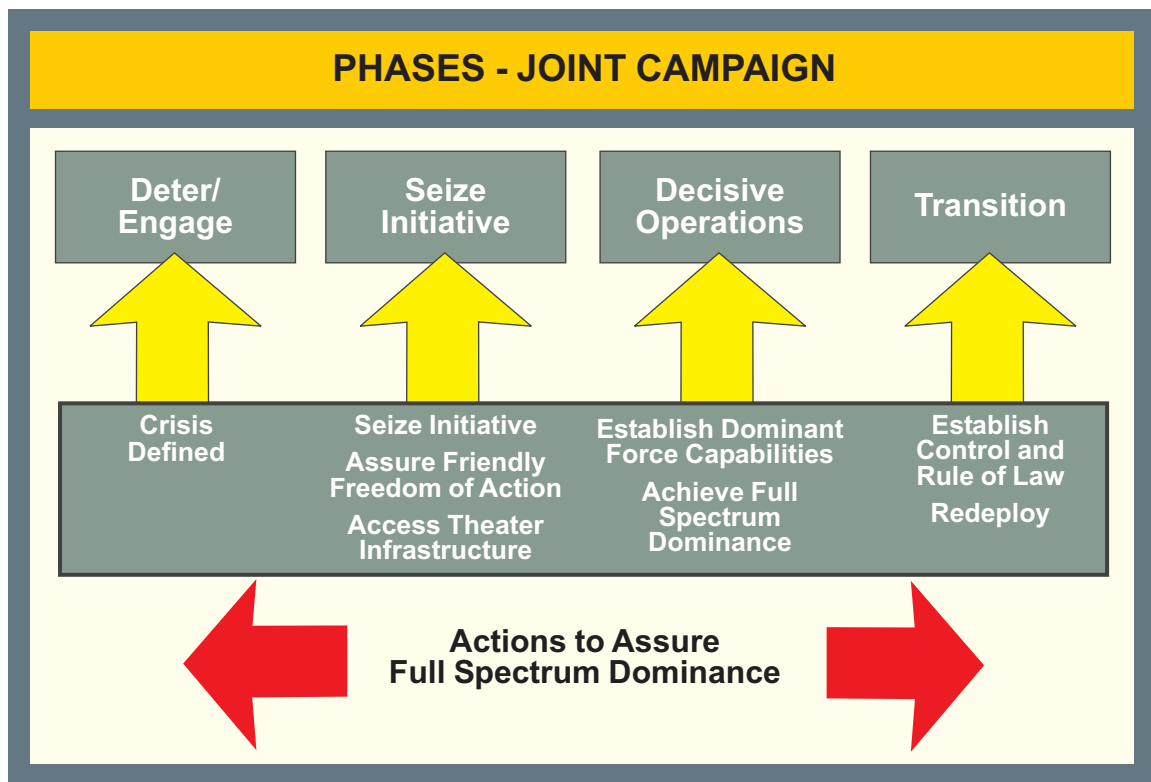 PHASES - JOINT CAMPAIGN
Deter/
Engage
Seize
Initiative
Decisive
Operations
Transition
Crisis
Defined
Seize Initiative
Assure Friendly
Freedom of Action
Access Theater
Infrastructure
Establish Dominant
Force Capabilities
Achieve Full
Spectrum
Dominance
Establish
Control and
Rule of Law
Redeploy
Actions to Assure
Full Spectrum Dominance